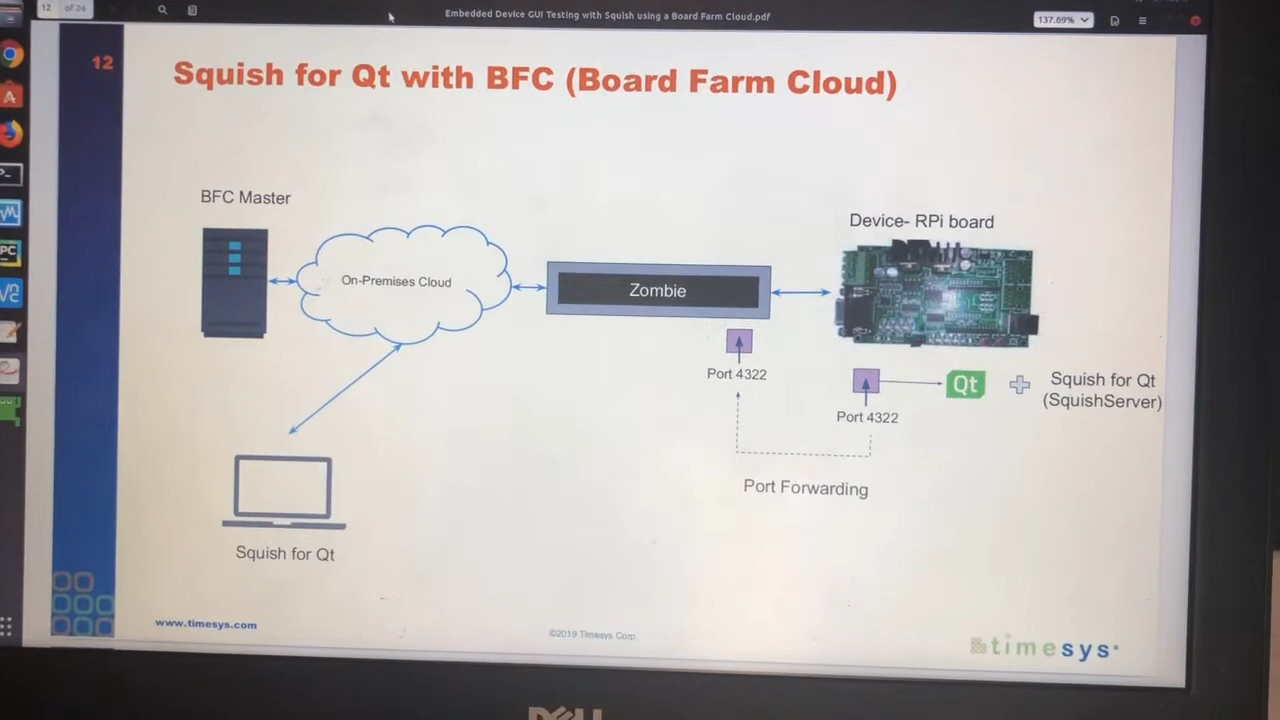 12 of 24
Embedded Device GUI Testing with Squish using a Board Farm Cloud.pdf
137.69%
12
Squish for Qt with BFC (Board Farm Cloud)
BFC Master
Device- RPi board
On-Premises Cloud
Zombie
Port 4322
Qt
Squish for Qt
(SquishServer)
Port 4322
Port Forwarding
Squish for Qt
www.timesys.com
©2019 Timesys Corp.
timesys
DELL